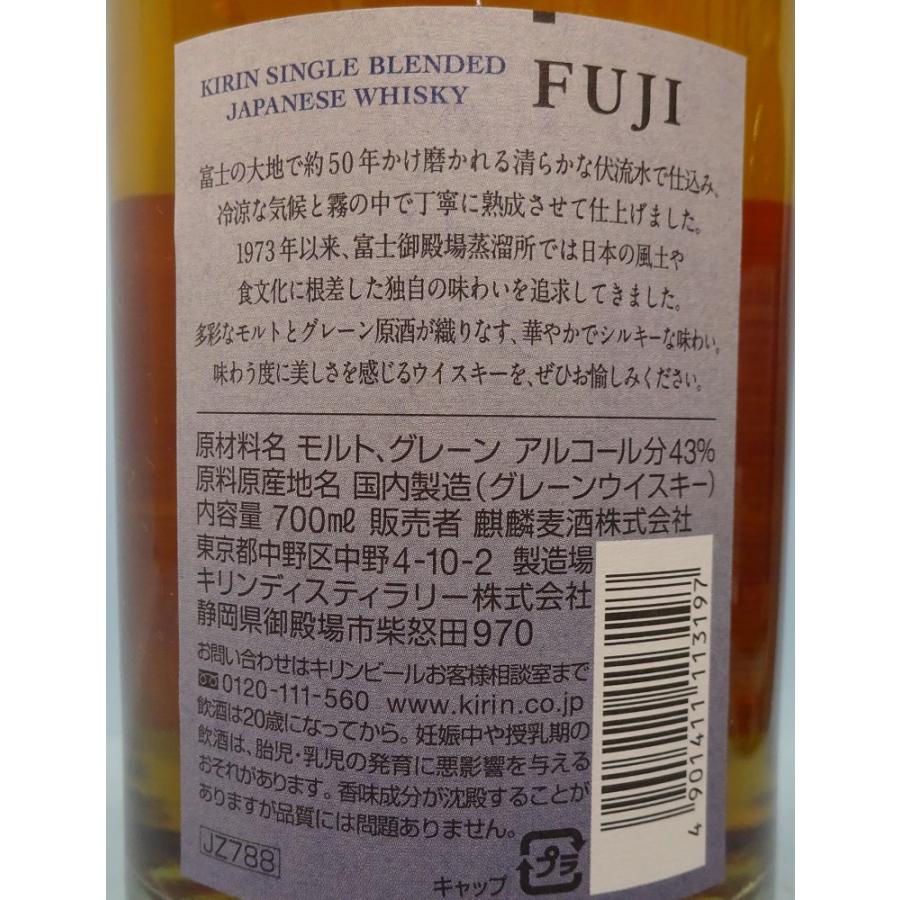 KIRIN SINGLE BLENDED
JAPANESE WHISKY
FUJI
富士の大地で約50年かけ磨かれる清らかな伏流水で仕込み、
冷涼な気候と霧の中で丁寧に熟成させて仕上げました。
1973年以来、富士御殿場蒸溜所では日本の風土や
食文化に根差した独自の味わいを追求してきました。
多彩なモルトとグレーン原酒が織りなす、華やかでシルキーな味わい。
味わう度に美しさを感じるウイスキーを、ぜひお愉しみください。
原材料名 モルト、グレーン アルコール分43%
原料原産地名 国内製造(グレーンウイスキー)
内容量 700㎖ 販売者 麒麟麦酒株式会社
東京都中野区中野4-10-2 製造場
キリンディスティラリー株式会社
静岡県御殿場市柴怒田970
お問い合わせはキリンビールお客様相談室まで
0120-111-560 www.kirin.co.jp
飲酒は20歳になってから。妊娠中や授乳期の
飲酒は、胎児・乳児の発育に悪影響を与える
おそれがあります。香味成分が沈殿することが
ありますが品質には問題ありません。
JZ788
キャップ プラ
4901411113197